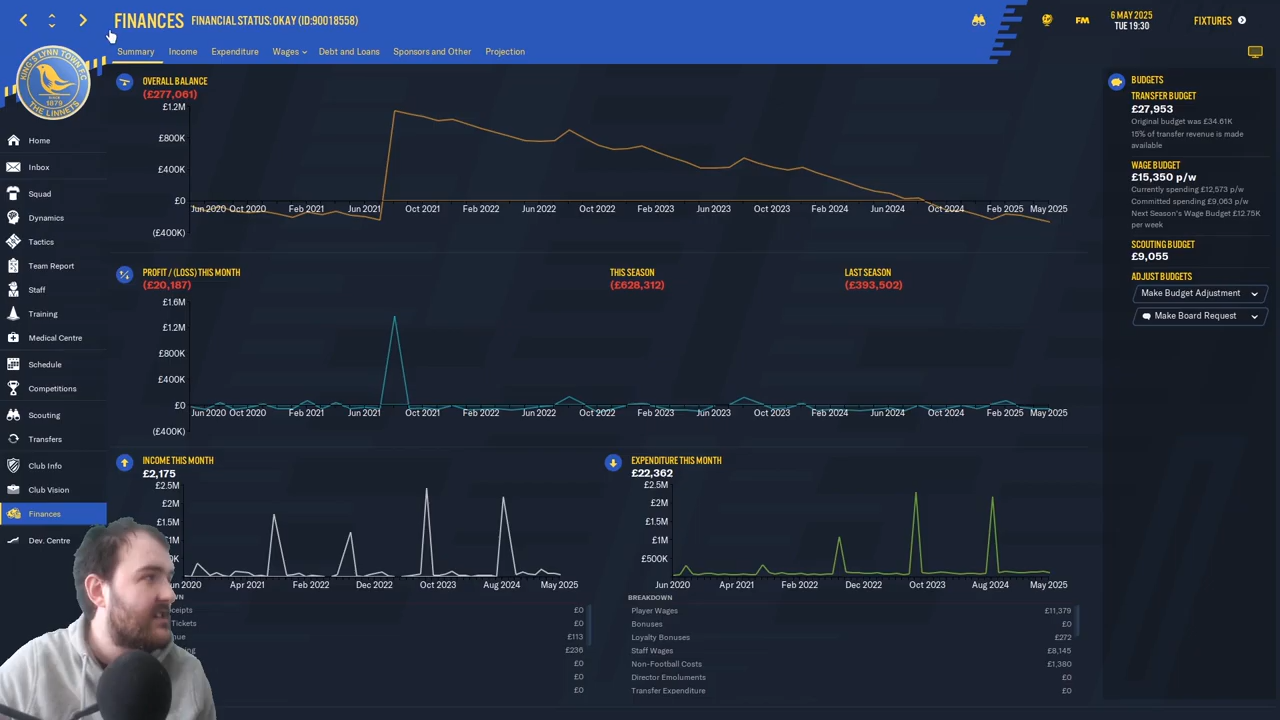 FINANCES
FINANCIAL STATUS: OKAY (ID:90018558)
FM
6 MAY 2025
TUE 19:30
FIXTURES
Summary
Income
Expenditure
Wages
Debt and Loans
Sponsors and Other
Projection
KING'S LYNN TOWN F.C
SINCE
1879
THE LINNETS
Home
Inbox
Squad
Dynamics
Tactics
Team Report
Staff
Training
Medical Centre
Schedule
Competitions
Scouting
Transfers
Club Info
Club Vision
Finances
Dev. Centre
OVERALL BALANCE
(£277,061)
£1.2M
£800K
£400K
£0
(£400K)
Jun 2020 Oct 2020 Feb 2021 Jun 2021 Oct 2021 Feb 2022 Jun 2022 Oct 2022 Feb 2023 Jun 2023 Oct 2023 Feb 2024 Jun 2024 Oct 2024 Feb 2025 May 2025
PROFIT / (LOSS) THIS MONTH
(£20,187)
THIS SEASON
(£628,312)
LAST SEASON
(£393,502)
£1.6M
£1.2M
£800K
£400K
£0
(£400K)
Jun 2020 Oct 2020 Feb 2021 Jun 2021 Oct 2021 Feb 2022 Jun 2022 Oct 2022 Feb 2023 Jun 2023 Oct 2023 Feb 2024 Jun 2024 Oct 2024 Feb 2025 May 2025
INCOME THIS MONTH
£2,175
£2.5M
£2M
£1.5M
£1M
un 2020 Apr 2021 Feb 2022 Dec 2022 Oct 2023 Aug 2024 May 2025
ceipts £0
Tickets £0
nue £113
£236
£0
£0
£0
EXPENDITURE THIS MONTH
£22,362
£2.5M
£2M
£1.5M
£1M
£500K
Jun 2020 Apr 2021 Feb 2022 Dec 2022 Oct 2023 Aug 2024 May 2025
BREAKDOWN
Player Wages £11,379
Bonuses £0
Loyalty Bonuses £272
Staff Wages £8,145
Non-Football Costs £1,380
Director Emoluments £0
Transfer Expenditure £0
BUDGETS
TRANSFER BUDGET
£27,953
Original budget was £34.61K
15% of transfer revenue is made
available
WAGE BUDGET
£15,350 p/w
Currently spending £12,573 p/w
Committed spending £9,063 p/w
Next Season's Wage Budget £12.75K
per week
SCOUTING BUDGET
£9,055
ADJUST BUDGETS
Make Budget Adjustment
Make Board Request